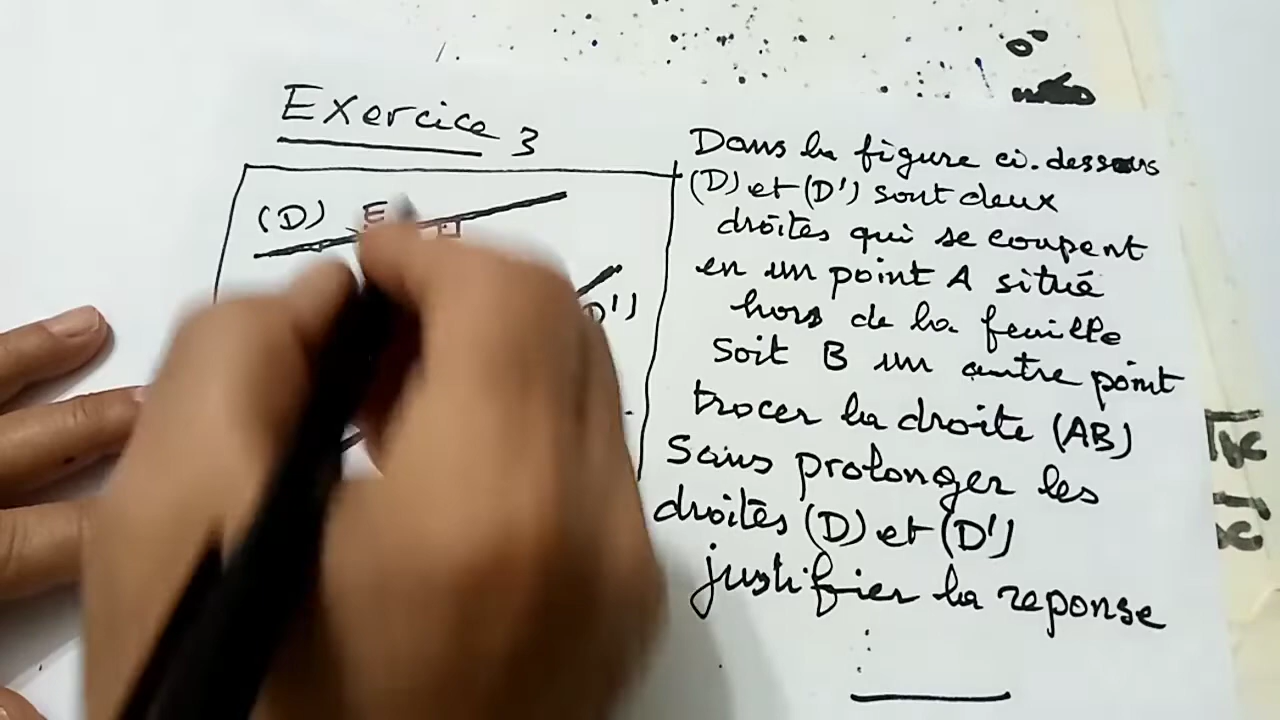 Exercice 3
(D) E
D')
Dans la figure ci.dessous
(D) et (D') sont deux
droites qui se coupent
en un point A situé
hors de la feuille
soit B un autre point
tracer la droite (AB)
Sans prolonger les
droites (D) et (D')
justifier la reponse